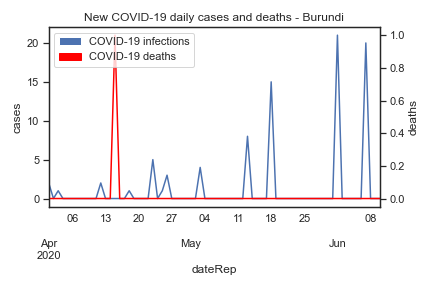 New COVID-19 daily cases and deaths - Burundi
COVID-19 infections
COVID-19 deaths
20
15
10
5
0
cases
1.0
0.8
0.6
0.4
0.2
0.0
deaths
06 13 20 27 04 11 18 25 08
Apr May Jun
2020
dateRep